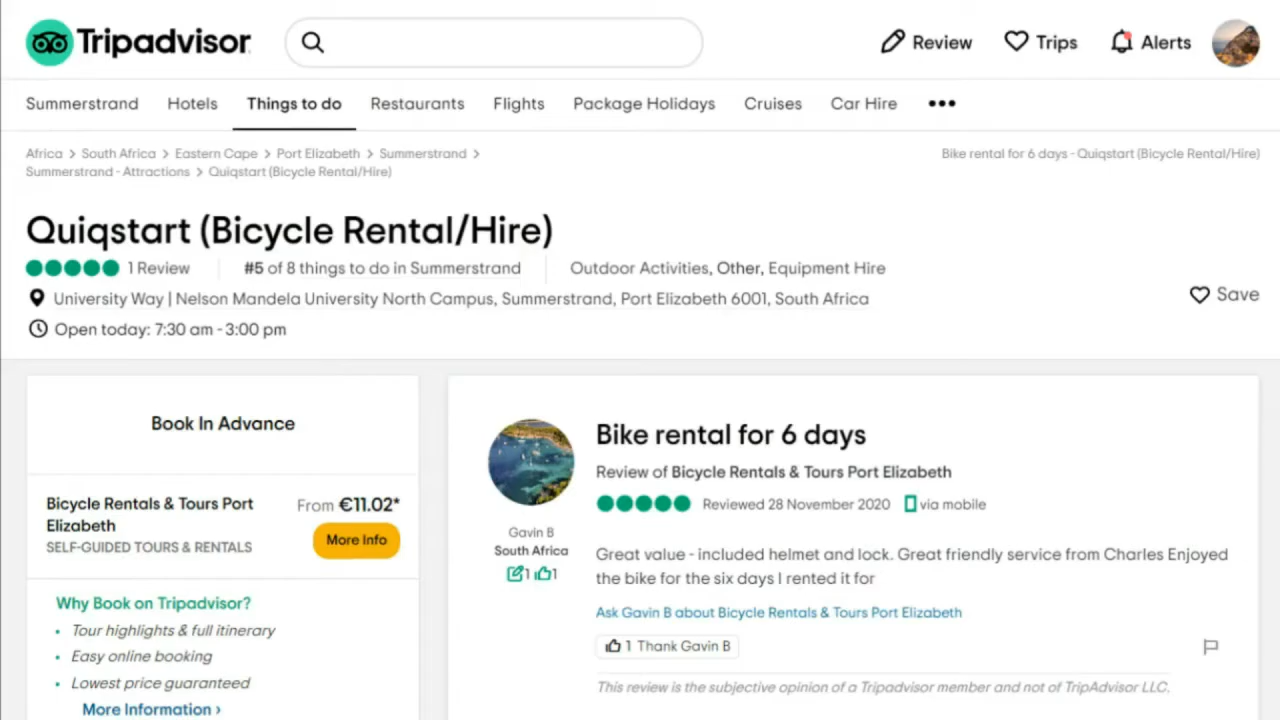 Tripadvisor
Review
Trips
Alerts
Summerstrand
Hotels
Things to do
Restaurants
Flights
Package Holidays
Cruises
Car Hire
•••
Africa > South Africa > Eastern Cape > Port Elizabeth > Summerstrand >
Summerstrand - Attractions > Quiqstart (Bicycle Rental/Hire)
Bike rental for 6 days - Quiqstart (Bicycle Rental/Hire)
Quiqstart (Bicycle Rental/Hire)
1 Review
#5 of 8 things to do in Summerstrand
Outdoor Activities, Other, Equipment Hire
University Way | Nelson Mandela University North Campus, Summerstrand, Port Elizabeth 6001, South Africa
Save
Open today: 7:30 am - 3:00 pm
Book In Advance
Bicycle Rentals & Tours Port
Elizabeth
SELF-GUIDED TOURS & RENTALS
From €11.02*
More Info
Why Book on Tripadvisor?
• Tour highlights & full itinerary
• Easy online booking
• Lowest price guaranteed
More Information ›
Bike rental for 6 days
Review of Bicycle Rentals & Tours Port Elizabeth
Reviewed 28 November 2020
via mobile
Gavin B
South Africa
1 1
Great value - included helmet and lock. Great friendly service from Charles Enjoyed
the bike for the six days I rented it for
Ask Gavin B about Bicycle Rentals & Tours Port Elizabeth
1 Thank Gavin B
This review is the subjective opinion of a Tripadvisor member and not of TripAdvisor LLC.